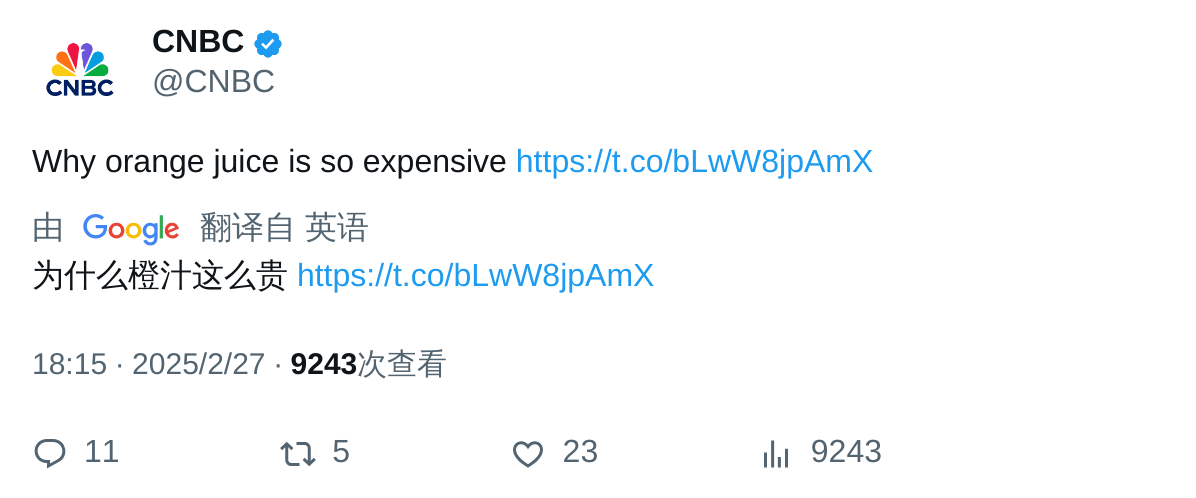 CNBC
CNBC
@CNBC
Why orange juice is so expensive https://t.co/bLwW8jpAmX
由 Google 翻译自 英语
为什么橙汁这么贵 https://t.co/bLwW8jpAmX
18:15 · 2025/2/27 · 9243次查看
11 5 23 9243